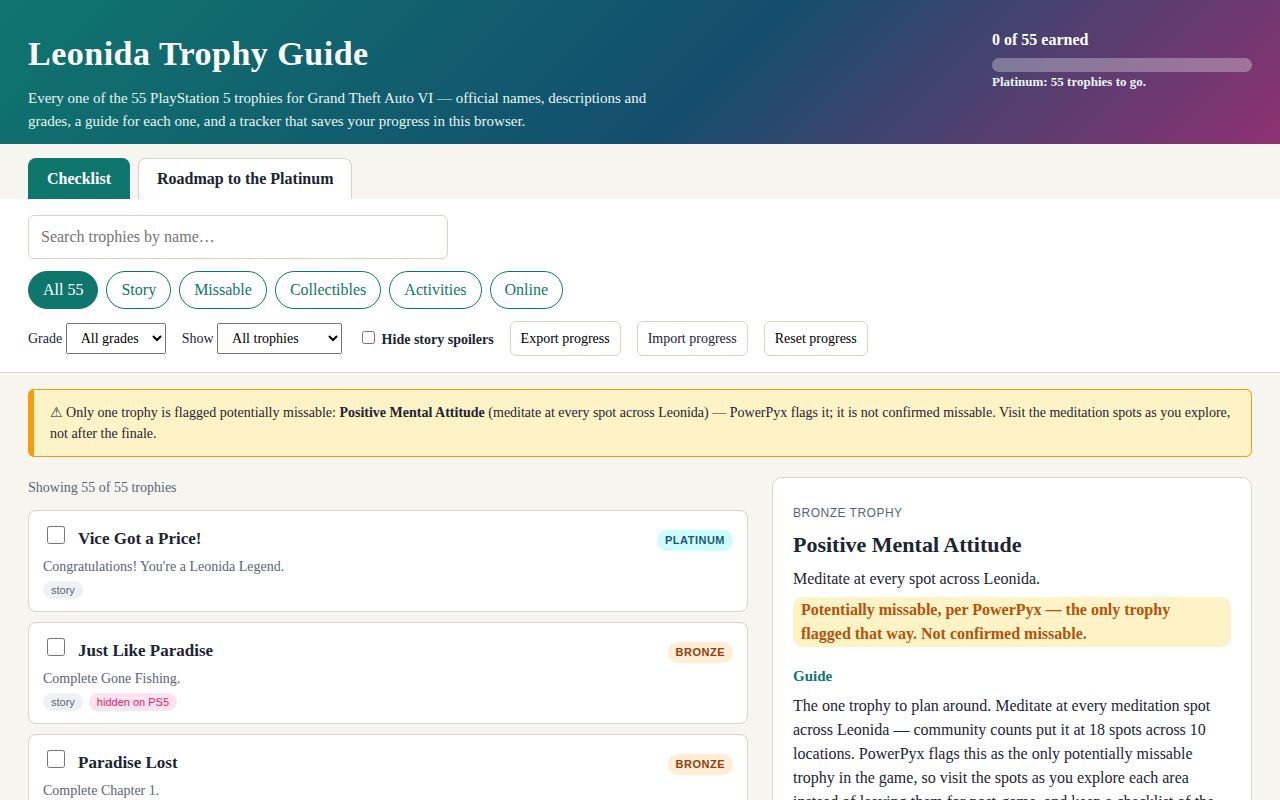 Leonida Trophy Guide
Every one of the 55 PlayStation 5 trophies for Grand Theft Auto VI — official names, descriptions and
grades, a guide for each one, and a tracker that saves your progress in this browser.
0 of 55 earned
Platinum: 55 trophies to go.
Checklist
Roadmap to the Platinum
Search trophies by name…
All 55 Story Missable Collectibles Activities Online
Grade All grades Show All trophies Hide story spoilers Export progress Import progress Reset progress
⚠ Only one trophy is flagged potentially missable: Positive Mental Attitude (meditate at every spot across Leonida) — PowerPyx flags it; it is not confirmed missable. Visit the meditation spots as you explore,
not after the finale.
Showing 55 of 55 trophies
Vice Got a Price! PLATINUM
Congratulations! You're a Leonida Legend.
story
Just Like Paradise BRONZE
Complete Gone Fishing.
story hidden on PS5
Paradise Lost BRONZE
Complete Chapter 1.
BRONZE TROPHY
Positive Mental Attitude
Meditate at every spot across Leonida.
Potentially missable, per PowerPyx — the only trophy
flagged that way. Not confirmed missable.
Guide
The one trophy to plan around. Meditate at every meditation spot
across Leonida — community counts put it at 18 spots across 10
locations. PowerPyx flags this as the only potentially missable
trophy in the game, so visit the spots as you explore each area